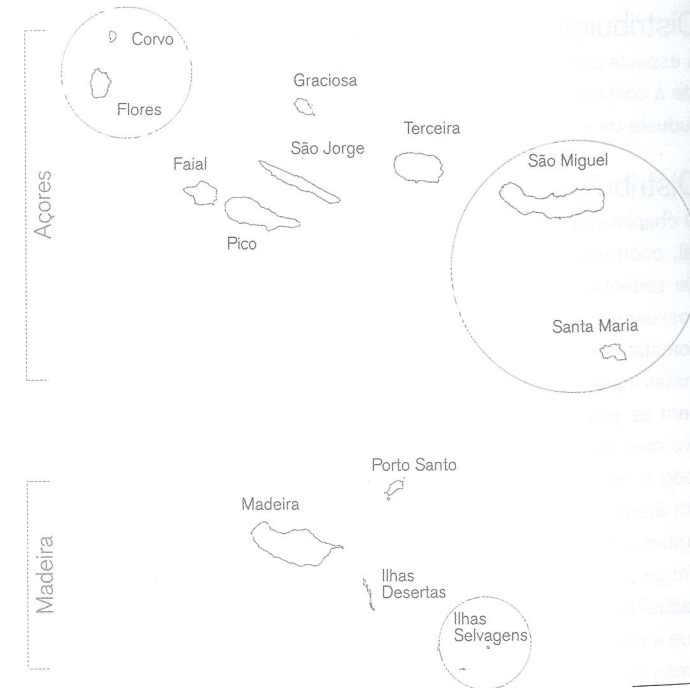 Corvo
Flores
Graciosa
Terceira
São Jorge
São Miguel
Faial
Pico
Açores
Santa Maria
Porto Santo
Madeira
Ilhas
Desertas
Madeira
Ilhas
Selvagens